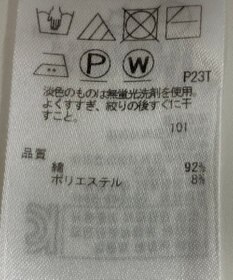 P W
P23T
淡色のものは無蛍光洗剤を使用。
よくすすぎ、絞りの後すぐに干
すこと。
101
品質
綿 92%
ポリエステル 8%